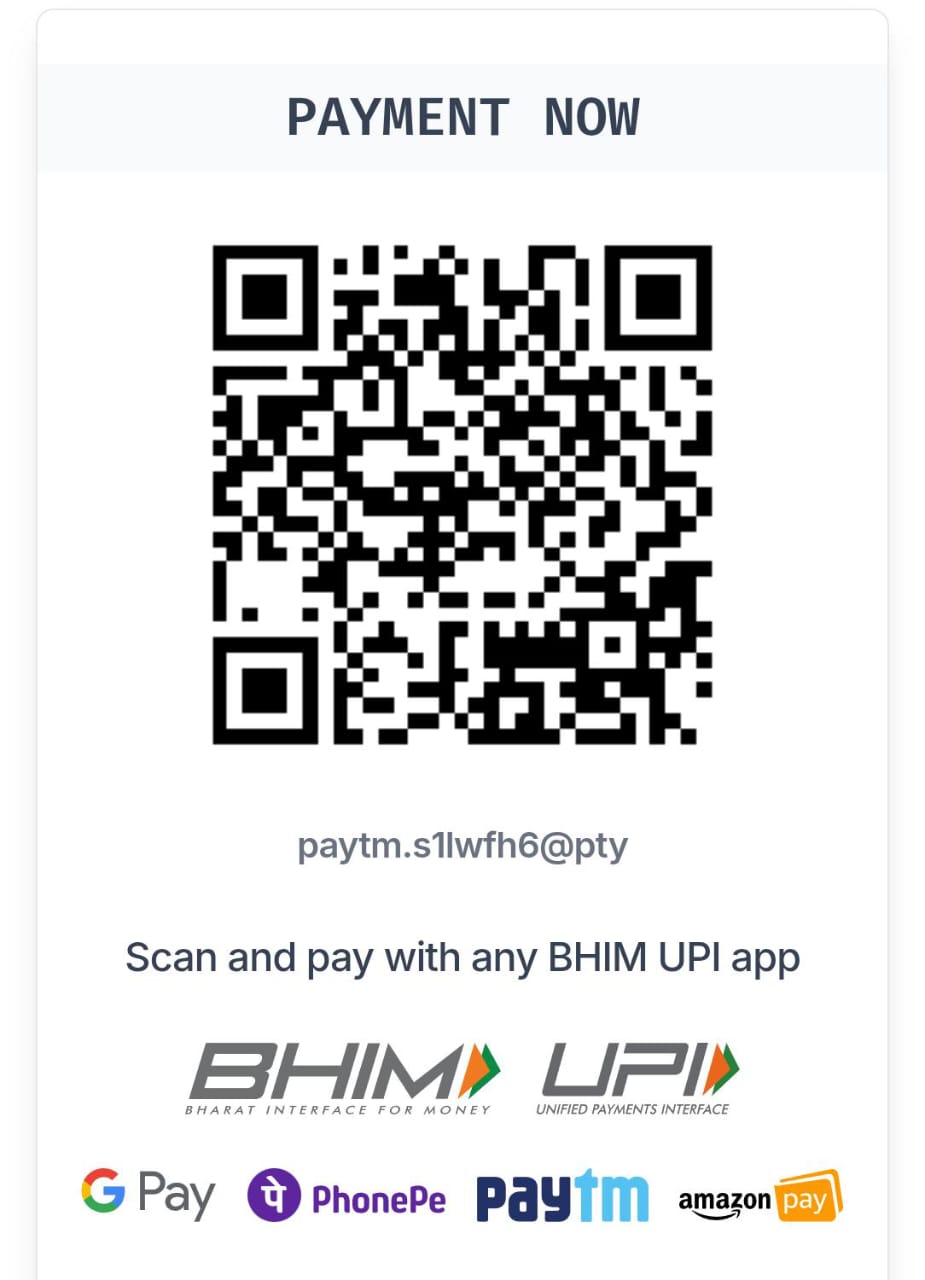 PAYMENT NOW
paytm.s1lwfh6@pty
Scan and pay with any BHIM UPI app
BHIM UPI
BHARAT INTERFACE FOR MONEY UNIFIED PAYMENTS INTERFACE
G Pay पे PhonePe paytm amazon pay